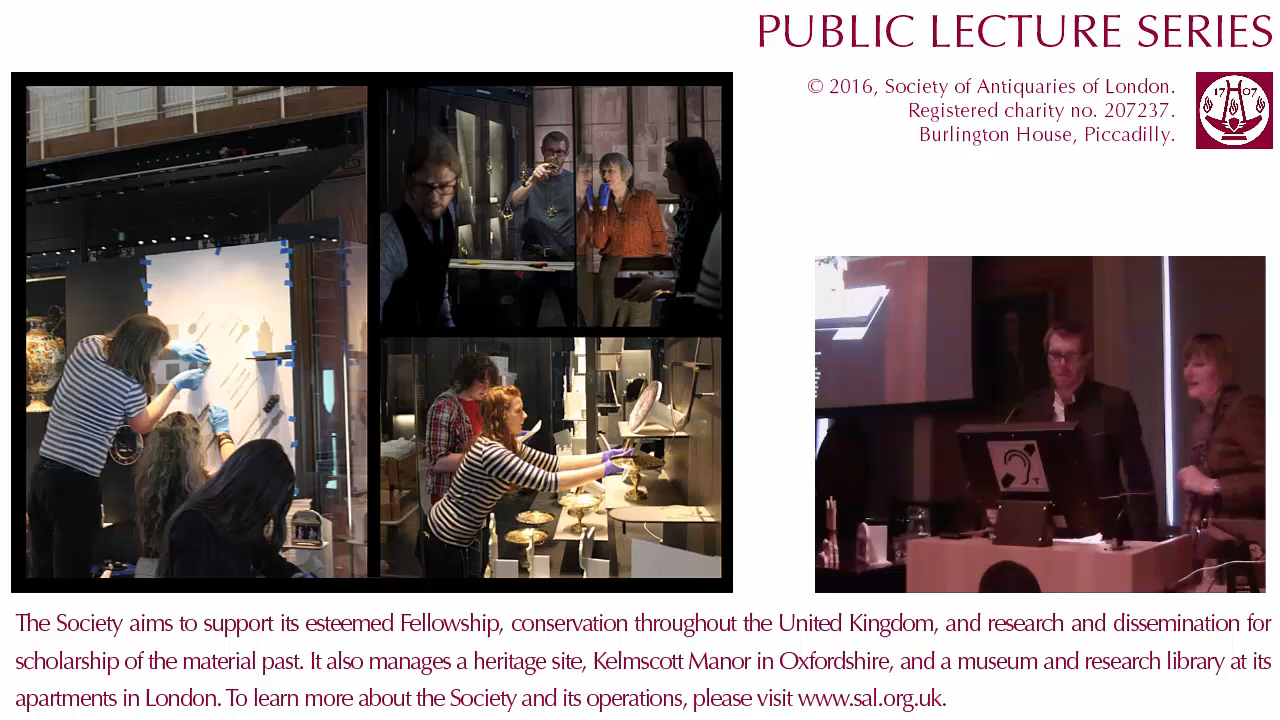 PUBLIC LECTURE SERIES
© 2016, Society of Antiquaries of London.
Registered charity no. 207237.
Burlington House, Piccadilly.
17 07
T
The Society aims to support its esteemed Fellowship, conservation throughout the United Kingdom, and research and dissemination for
scholarship of the material past. It also manages a heritage site, Kelmscott Manor in Oxfordshire, and a museum and research library at its
apartments in London. To learn more about the Society and its operations, please visit www.sal.org.uk.